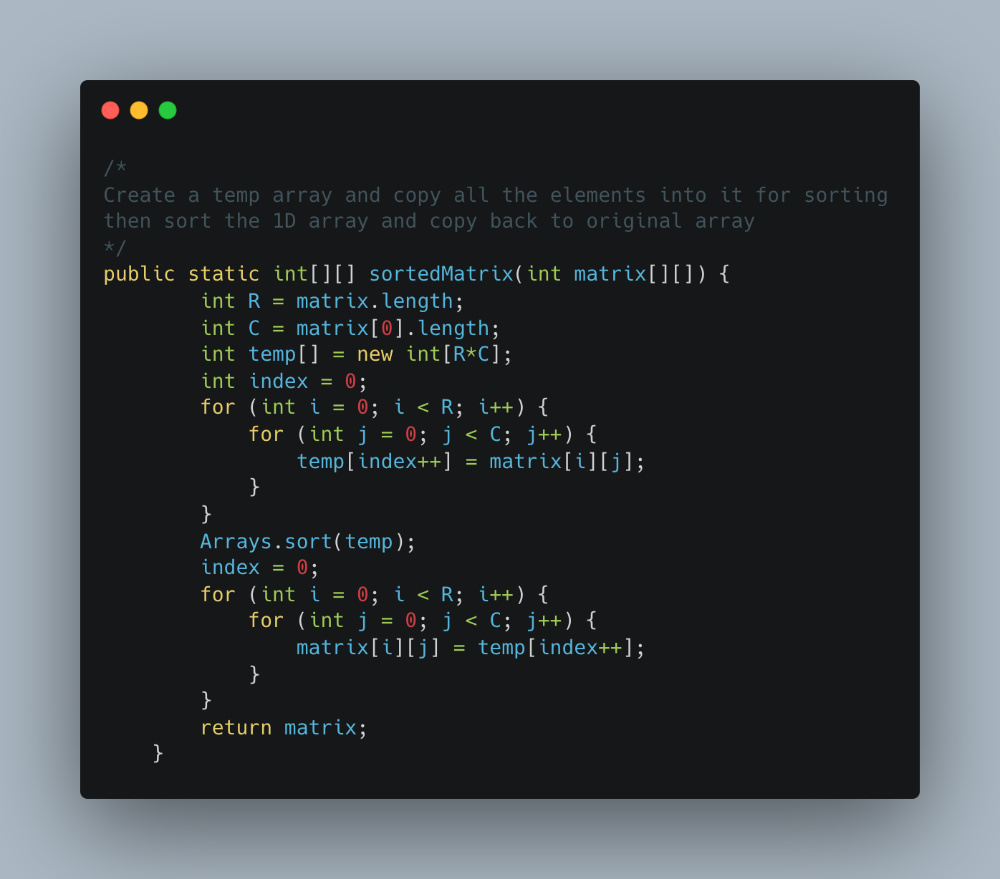 /*
Create a temp array and copy all the elements into it for sorting
then sort the 1D array and copy back to original array
*/
public static int[][] sortedMatrix(int matrix[][]) {
        int R = matrix.length;
        int C = matrix[0].length;
        int temp[] = new int[R*C];
        int index = 0;
        for (int i = 0; i < R; i++) {
            for (int j = 0; j < C; j++) {
                temp[index++] = matrix[i][j];
            }
        }
        Arrays.sort(temp);
        index = 0;
        for (int i = 0; i < R; i++) {
            for (int j = 0; j < C; j++) {
                matrix[i][j] = temp[index++];
            }
        }
        return matrix;
    }